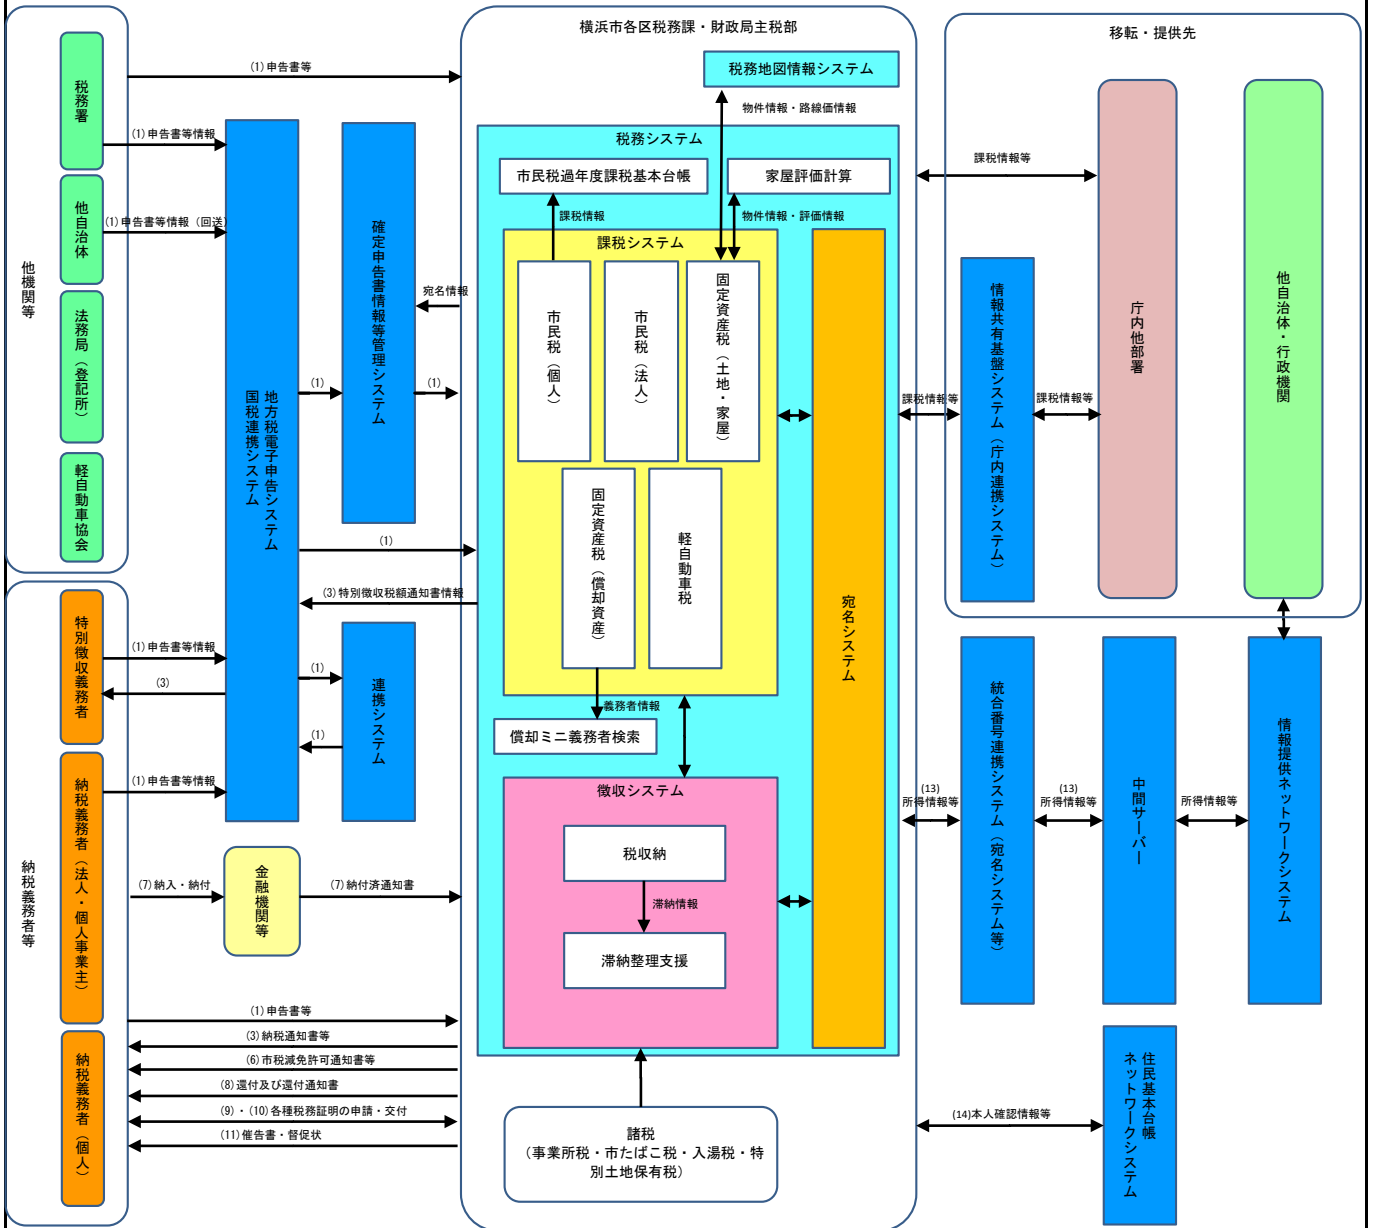 横浜市各区税務課・財政局主税部
移転・提供先
他機関等
税務署
他自治体
法務局（登記所）
軽自動車協会
(1)申告書等
(1)申告書等情報
(1)申告書等情報（回送）
地方税電子申告システム
国税連携システム
確定申告書情報等管理システム
宛名情報
(1)
(1)
(1)
(3)特別徴収税額通知書情報
(1)
(1)
連携システム
納税義務者等
特別徴収義務者
納税義務者（法人・個人事業主）
納税義務者（個人）
(1)申告書等情報
(3)
(1)申告書等情報
(7)納入・納付
金融機関等
(7)納付済通知書
(1)申告書等
(3)納税通知書等
(6)市税減免許可通知書等
(8)還付及び還付通知書
(9)・(10)各種税務証明の申請・交付
(11)催告書・督促状
税務地図情報システム
物件情報・路線価情報
税務システム
市民税過年度課税基本台帳
家屋評価計算
課税情報
物件情報・評価情報
課税システム
市民税（個人）
市民税（法人）
固定資産税（土地・家屋）
固定資産税（償却資産）
軽自動車税
義務者情報
償却ミニ義務者検索
徴収システム
税収納
滞納情報
滞納整理支援
宛名システム
諸税
（事業所税・市たばこ税・入湯税・特
別土地保有税）
課税情報等
課税情報等
情報共有基盤システム（庁内連携システム）
課税情報等
庁内他部署
他自治体・行政機関
(13)
所得情報等
統合番号連携システム（宛名システム等）
(13)
所得情報等
中間サーバー
所得情報等
情報提供ネットワークシステム
(14)本人確認情報等
住民基本台帳
ネットワークシステム